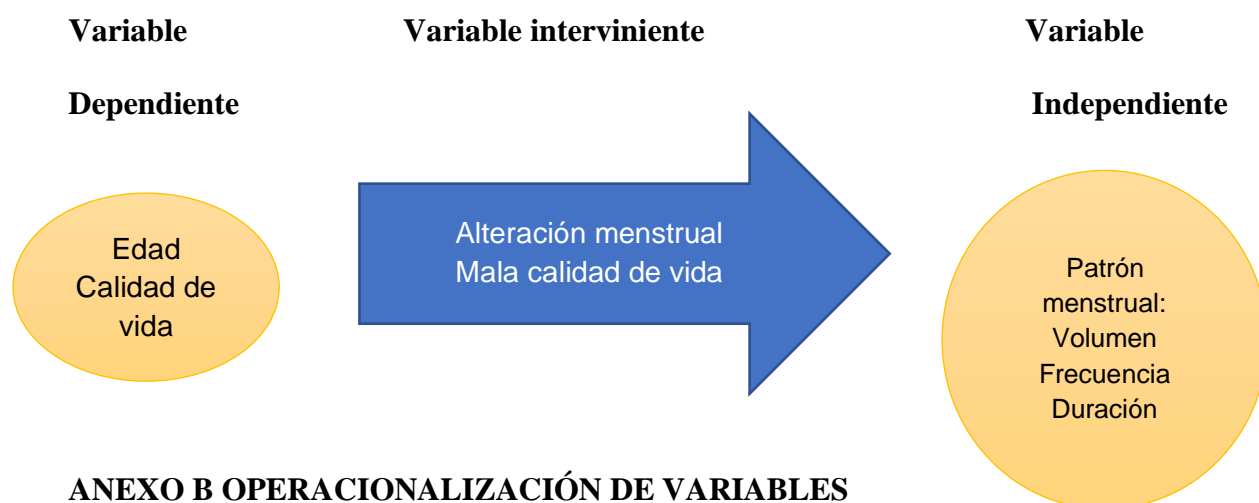 Variable
Dependiente
Variable interviniente
Variable
Independiente
Edad
Calidad de
vida
Alteración menstrual
Mala calidad de vida
Patrón
menstrual:
Volumen
Frecuencia
Duración
ANEXO B OPERACIONALIZACIÓN DE VARIABLES